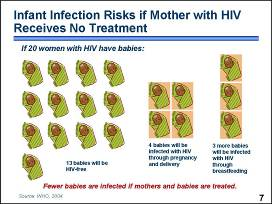 Infant Infection Risks if Mother with HIV
Receives No Treatment
If 20 women with HIV have babies:
13 babies will be
HIV-free
4 babies will be
infected with HIV
through pregnancy
and delivery
3 more babies
will be infected
with HIV
through
breastfeeding
Fewer babies are infected if mothers and babies are treated.
Source: WHO, 2004
7